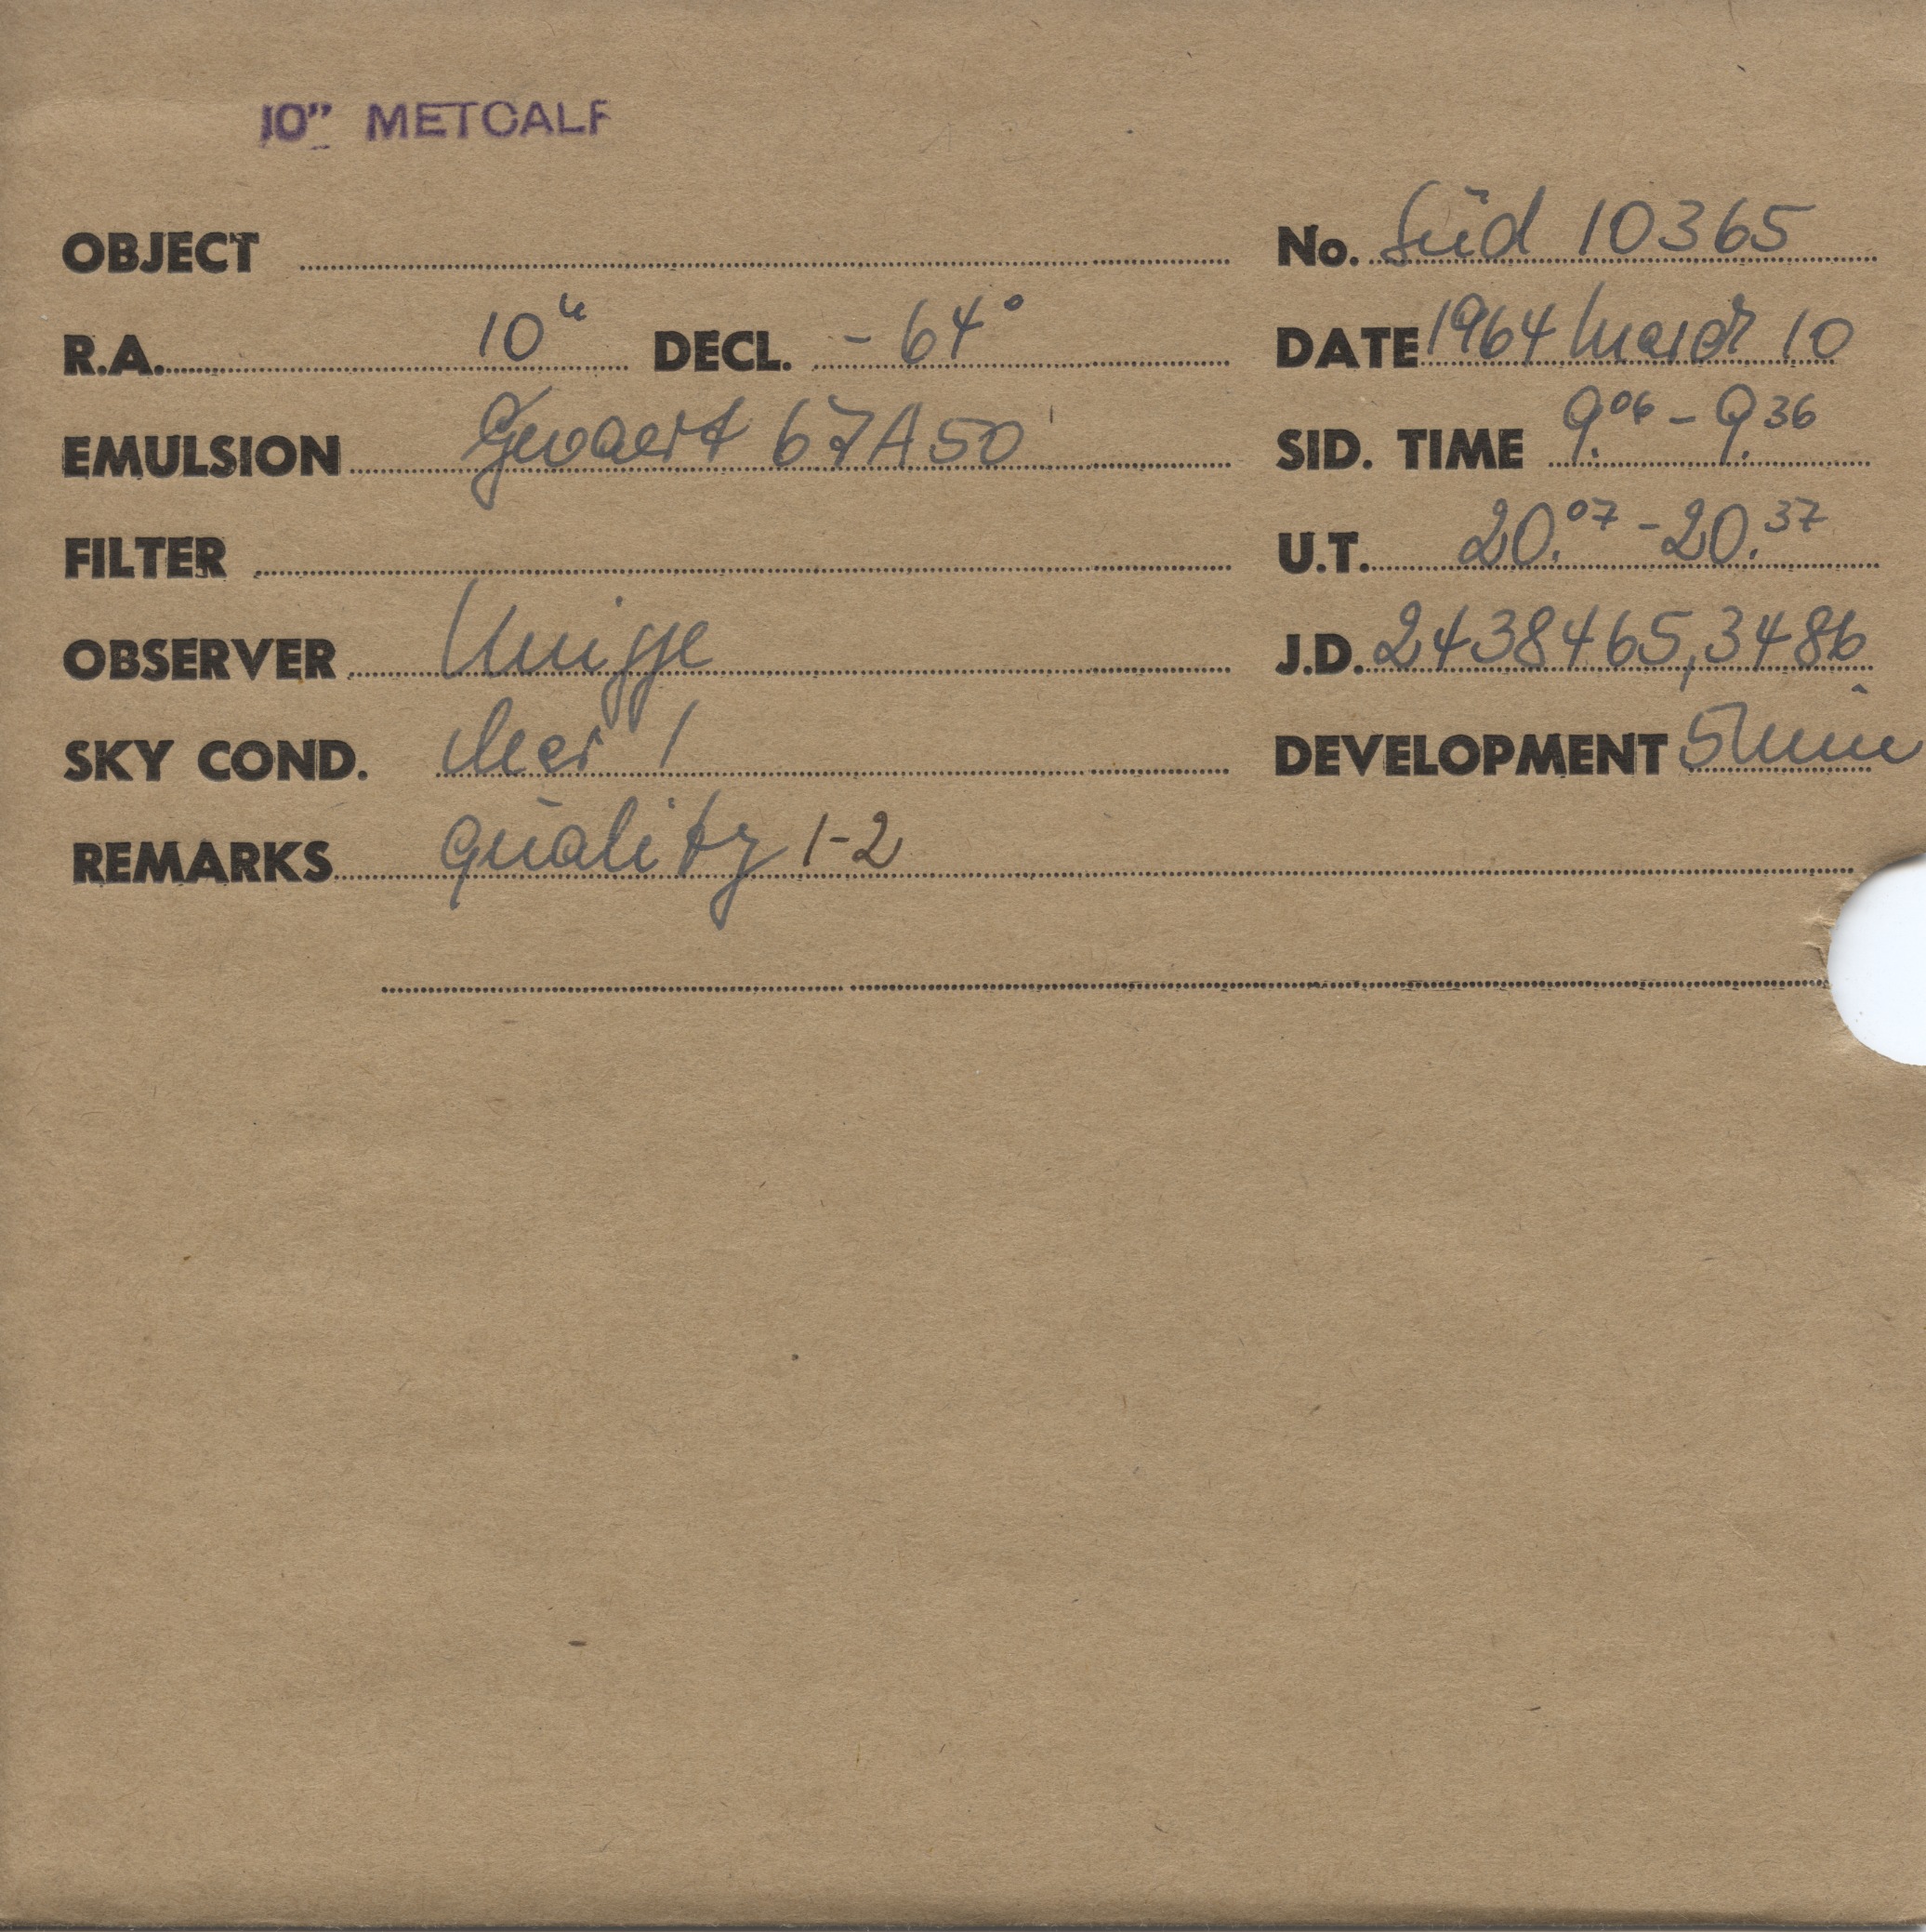 10" METCALF
OBJECT No. Süd 10365
R.A. 10h DECL. -64° DATE 1964 March 10
EMULSION Gevaert 67A50 SID. TIME 9.06 - 9.36
FILTER U.T. 20.07 - 20.37
OBSERVER J.D. 2438465,3486
SKY COND. clear 1 DEVELOPMENT 5 min
REMARKS quality 1-2